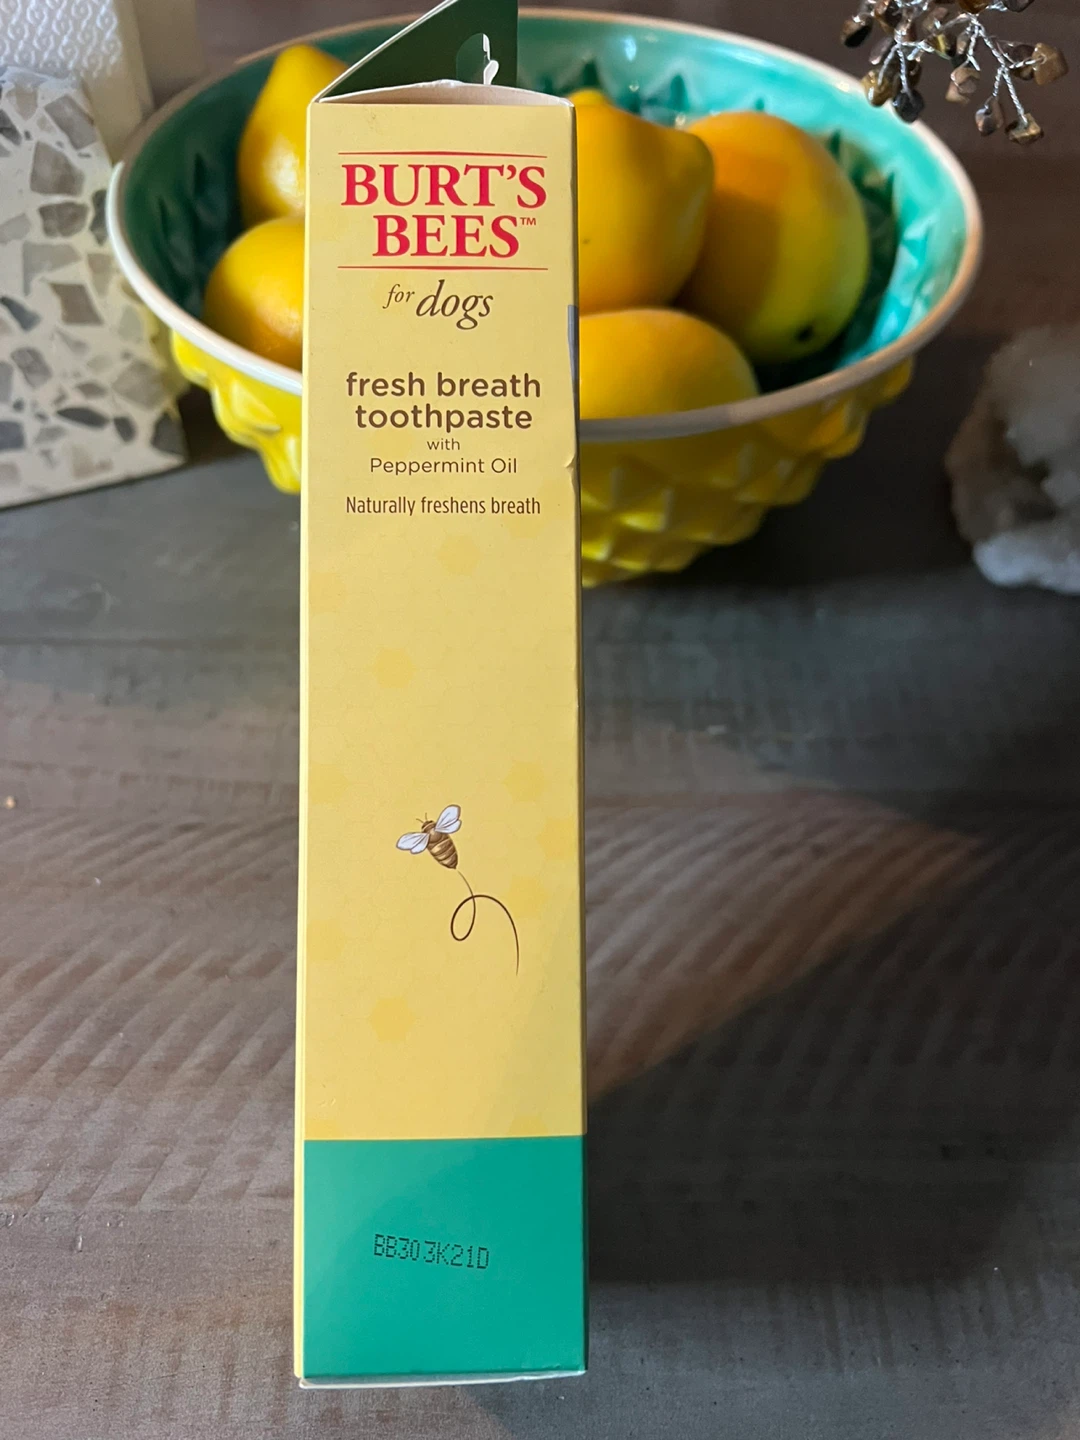 BURT'S
BEES™
for dogs
fresh breath
toothpaste
with
Peppermint Oil
Naturally freshens breath
BB303K21D